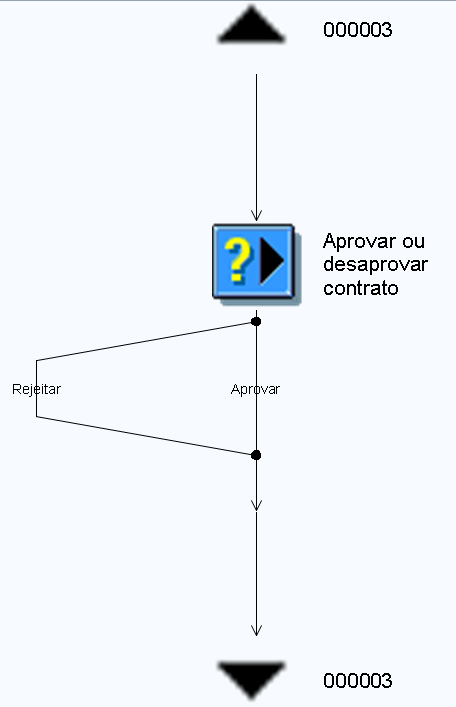 000003
?
Aprovar ou
desaprovar
contrato
Rejeitar
Aprovar
000003